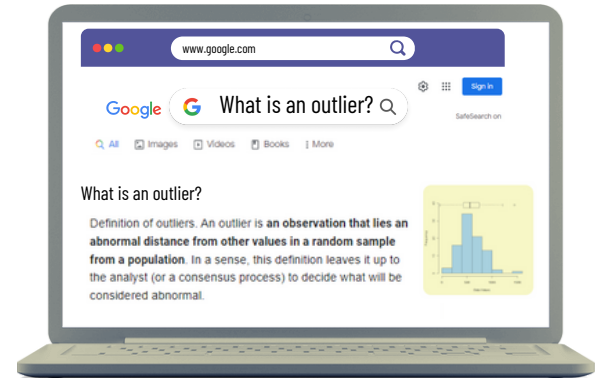 www.google.com
Sign in
Google
What is an outlier?
SafeSearch on
All Images Videos Books More
What is an outlier?
Definition of outliers. An outlier is an observation that lies an
abnormal distance from other values in a random sample
from a population. In a sense, this definition leaves it up to
the analyst (or a consensus process) to decide what will be
considered abnormal.